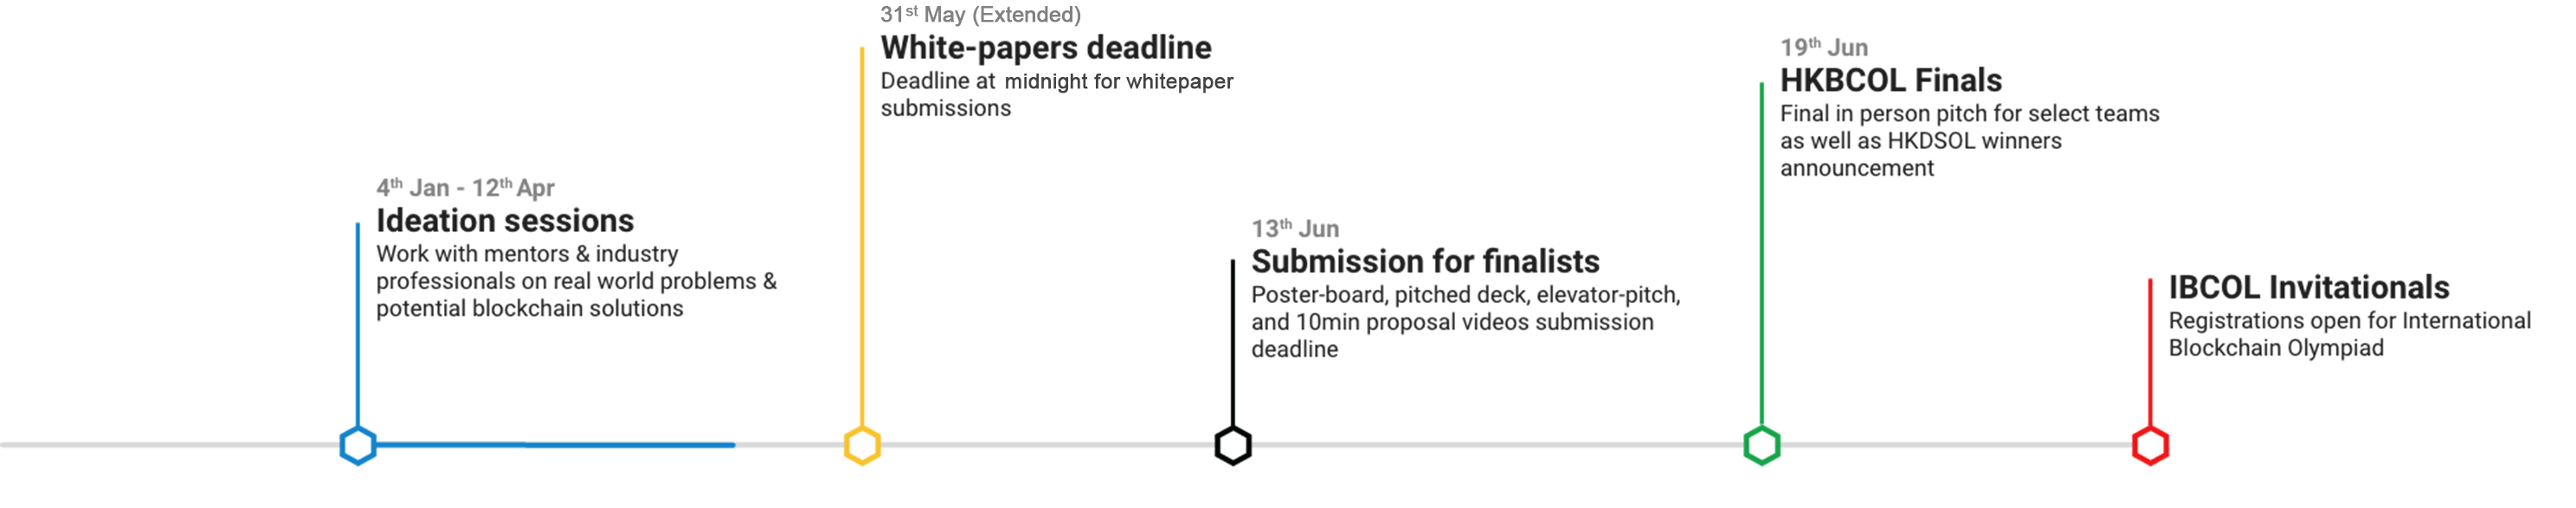 31st May (Extended)
White-papers deadline
Deadline at midnight for whitepaper
submissions
19th Jun
HKBCOL Finals
Final in person pitch for select teams
as well as HKDSOL winners
announcement
4th Jan - 12th Apr
Ideation sessions
Work with mentors & industry
professionals on real world problems &
potential blockchain solutions
13th Jun
Submission for finalists
Poster-board, pitched deck, elevator-pitch,
and 10min proposal videos submission
deadline
IBCOL Invitationals
Registrations open for International
Blockchain Olympiad